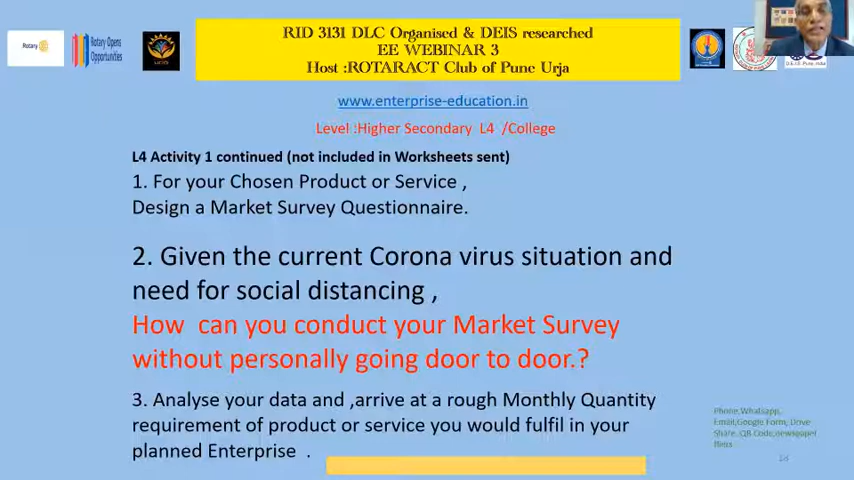 RID 3131 DLC Organised & DEIS researched
EE WEBINAR 3
Host :ROTARACT Club of Pune Urja
Rotary
Rotary Opens
Opportunities
www.enterprise-education.in
Level :Higher Secondary L4 /College
L4 Activity 1 continued (not included in Worksheets sent)
1. For your Chosen Product or Service ,
Design a Market Survey Questionnaire.
2. Given the current Corona virus situation and
need for social distancing ,
How can you conduct your Market Survey
without personally going door to door.?
3. Analyse your data and ,arrive at a rough Monthly Quantity
requirement of product or service you would fulfil in your
planned Enterprise .
Phone,Whatsapp,
Email,Google Form, Drive
Share ,QR Code,newspaper